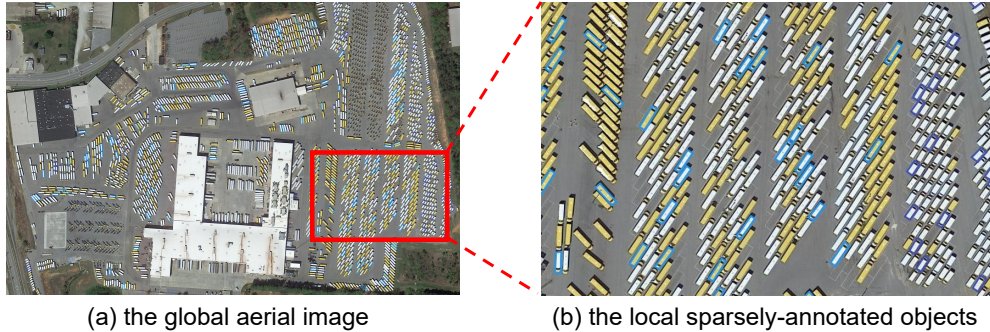 (a) the global aerial image
(b) the local sparsely-annotated objects